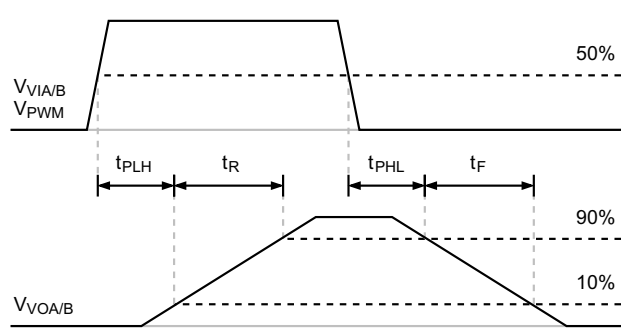 50%
VVIA/B
VPWM
tPLH
tR
tPHL
tF
90%
10%
VVOA/B